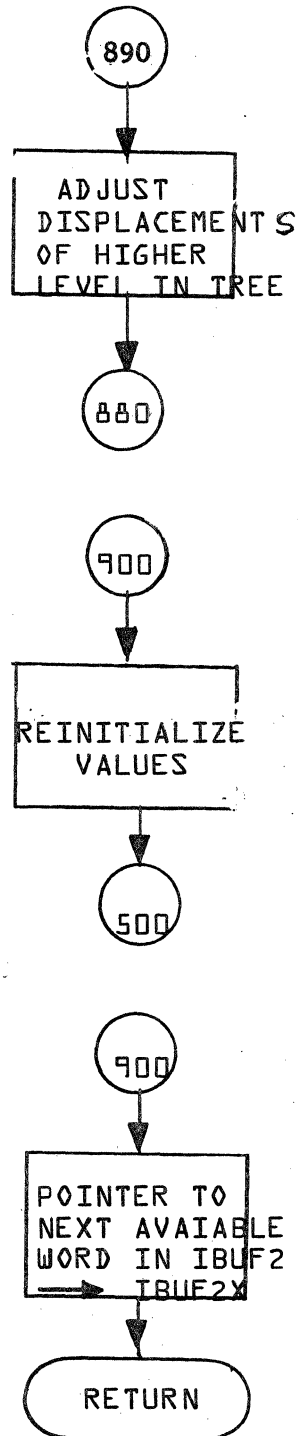 890
ADJUST
DISPLACEMENTS
OF HIGHER
LEVEL IN TREE
880
900
REINITIALIZE
VALUES
500
900
POINTER TO
NEXT AVAIABLE
WORD IN IBUF2
→ IBUF2X
RETURN